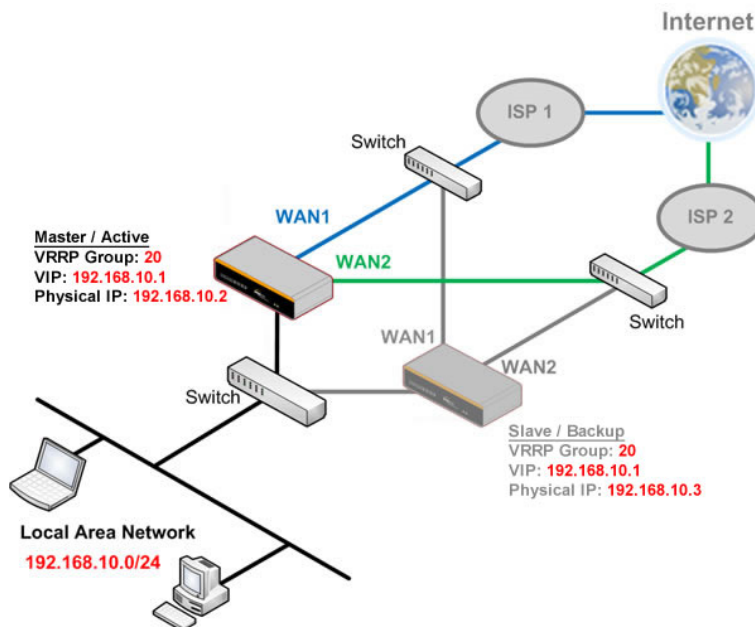 Internet
ISP 1
Switch
WAN1
ISP 2
Master / Active
VRRP Group: 20
VIP: 192.168.10.1
Physical IP: 192.168.10.2
WAN2
Switch
WAN1
WAN2
Switch
Slave / Backup
VRRP Group: 20
VIP: 192.168.10.1
Physical IP: 192.168.10.3
Local Area Network
192.168.10.0/24